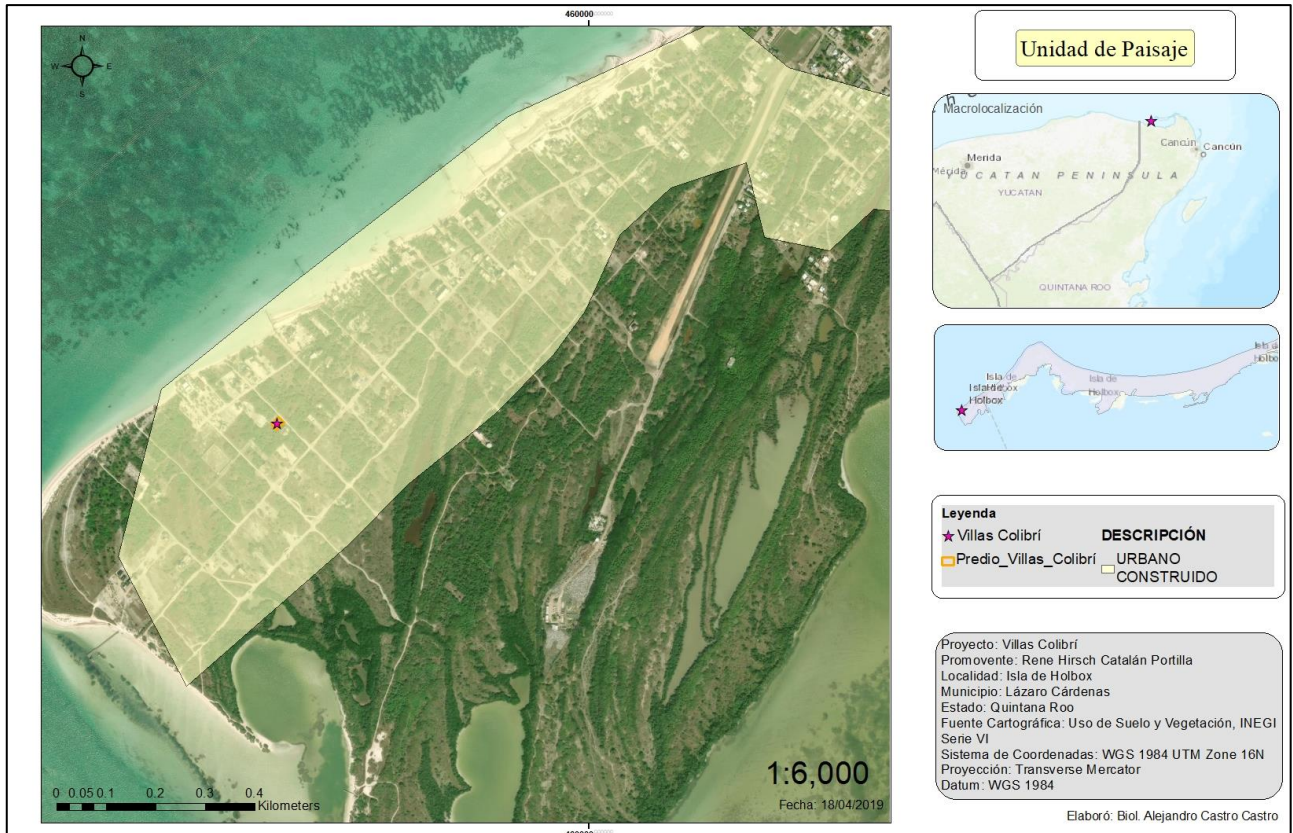 460000
N
W E
S
1:6,000
Fecha: 18/04/2019
0 0.05 0.1 0.2 0.3 0.4
Kilometers
Unidad de Paisaje
Macrolocalización
Merida
Mérida
Cancún
Cancún
YUCATAN PENINSULA
YUCATAN
QUINTANA ROO
Isla de
Holbox
Isla de
Holbox
Leyenda
Villas Colibrí
Predio_Villas_Colibrí
DESCRIPCIÓN
URBANO
CONSTRUIDO
Proyecto: Villas Colibrí
Promovente: Rene Hirsch Catalán Portilla
Localidad: Isla de Holbox
Municipio: Lázaro Cárdenas
Estado: Quintana Roo
Fuente Cartográfica: Uso de Suelo y Vegetación, INEGI
Serie VI
Sistema de Coordenadas: WGS 1984 UTM Zone 16N
Proyección: Transverse Mercator
Datum: WGS 1984
Elaboró: Biol. Alejandro Castro Castro